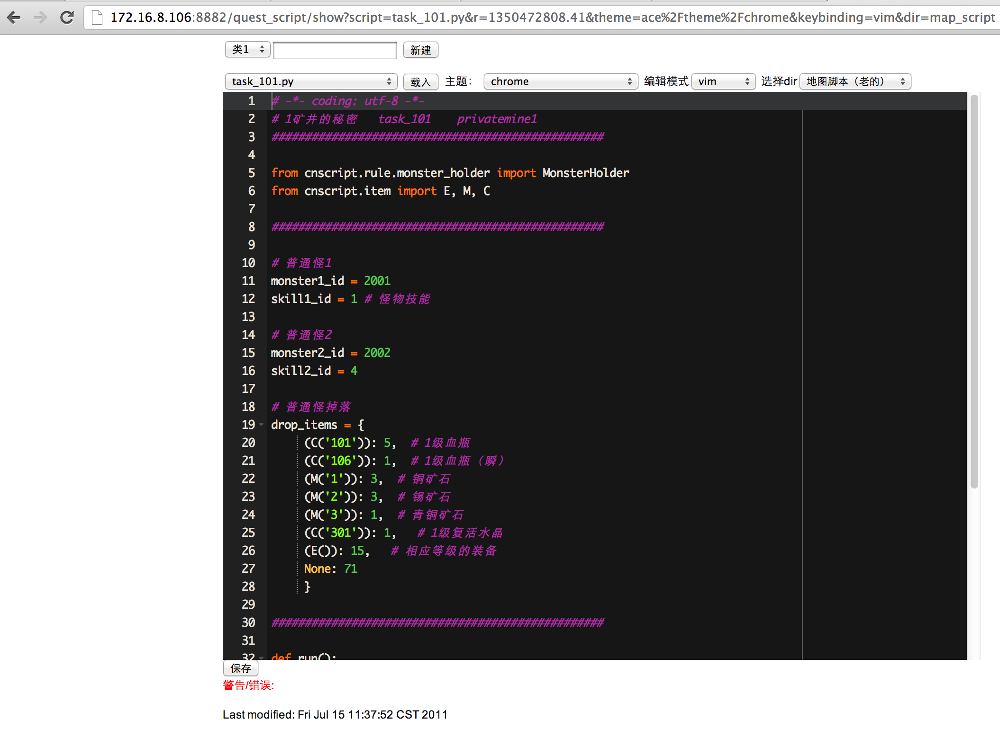 172.16.8.106:8882/quest_script/show?script=task_101.py&r=1350472808.41&theme=ace%2Ftheme%2Fchrome&keybinding=vim&dir=map_script
类1 新建
task_101.py 载入 主题： chrome 编辑模式 vim 选择dir 地图脚本（老的）
1 # -*- coding: utf-8 -*-
2 # 1矿井的秘密   task_101    privatemine1
3 ##################################################
4
5 from cnscript.rule.monster_holder import MonsterHolder
6 from cnscript.item import E, M, C
7
8 ##################################################
9
10 # 普通怪1
11 monster1_id = 2001
12 skill1_id = 1 # 怪物技能
13
14 # 普通怪2
15 monster2_id = 2002
16 skill2_id = 4
17
18 # 普通怪掉落
19 drop_items = {
20     (C('101')): 5,  # 1级血瓶
21     (C('106')): 1,  # 1级血瓶（瞬）
22     (M('1')): 3,  # 铜矿石
23     (M('2')): 3,  # 锡矿石
24     (M('3')): 1,  # 青铜矿石
25     (C('301')): 1,   # 1级复活水晶
26     (E()): 15,   # 相应等级的装备
27     None: 71
28     }
29
30 ##################################################
31
32 def run():
保存
警告/错误:
Last modified: Fri Jul 15 11:37:52 CST 2011